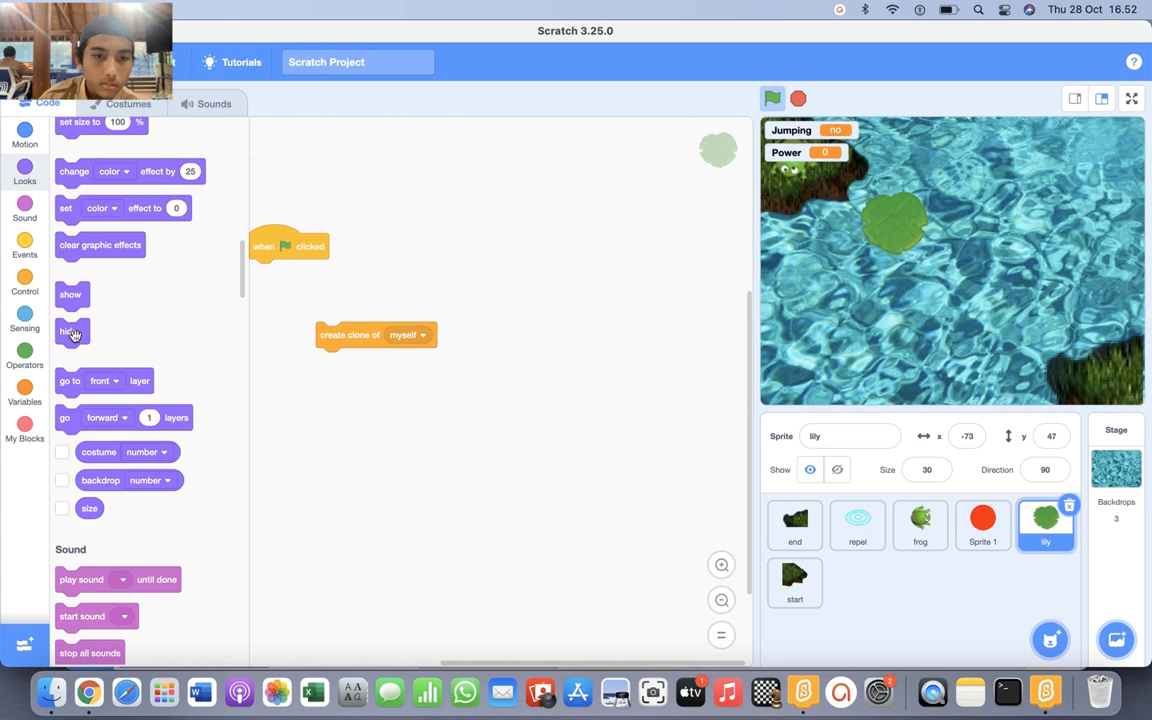 Thu 28 Oct 16.52
Scratch 3.25.0
Tutorials
Scratch Project
?
Code
Costumes
Sounds
Motion
Looks
Sound
Events
Control
Sensing
Operators
Variables
My Blocks
set size to 100 %
change color effect by 25
set color effect to 0
clear graphic effects
show
hide
go to front layer
go forward 1 layers
costume number
backdrop number
size
Sound
play sound until done
start sound
stop all sounds
when clicked
create clone of myself
Jumping no
Power 0
Sprite lily x -73 y 47
Show Size 30 Direction 90
end
repel
frog
Sprite 1
lily
start
Stage
Backdrops
3
1
2